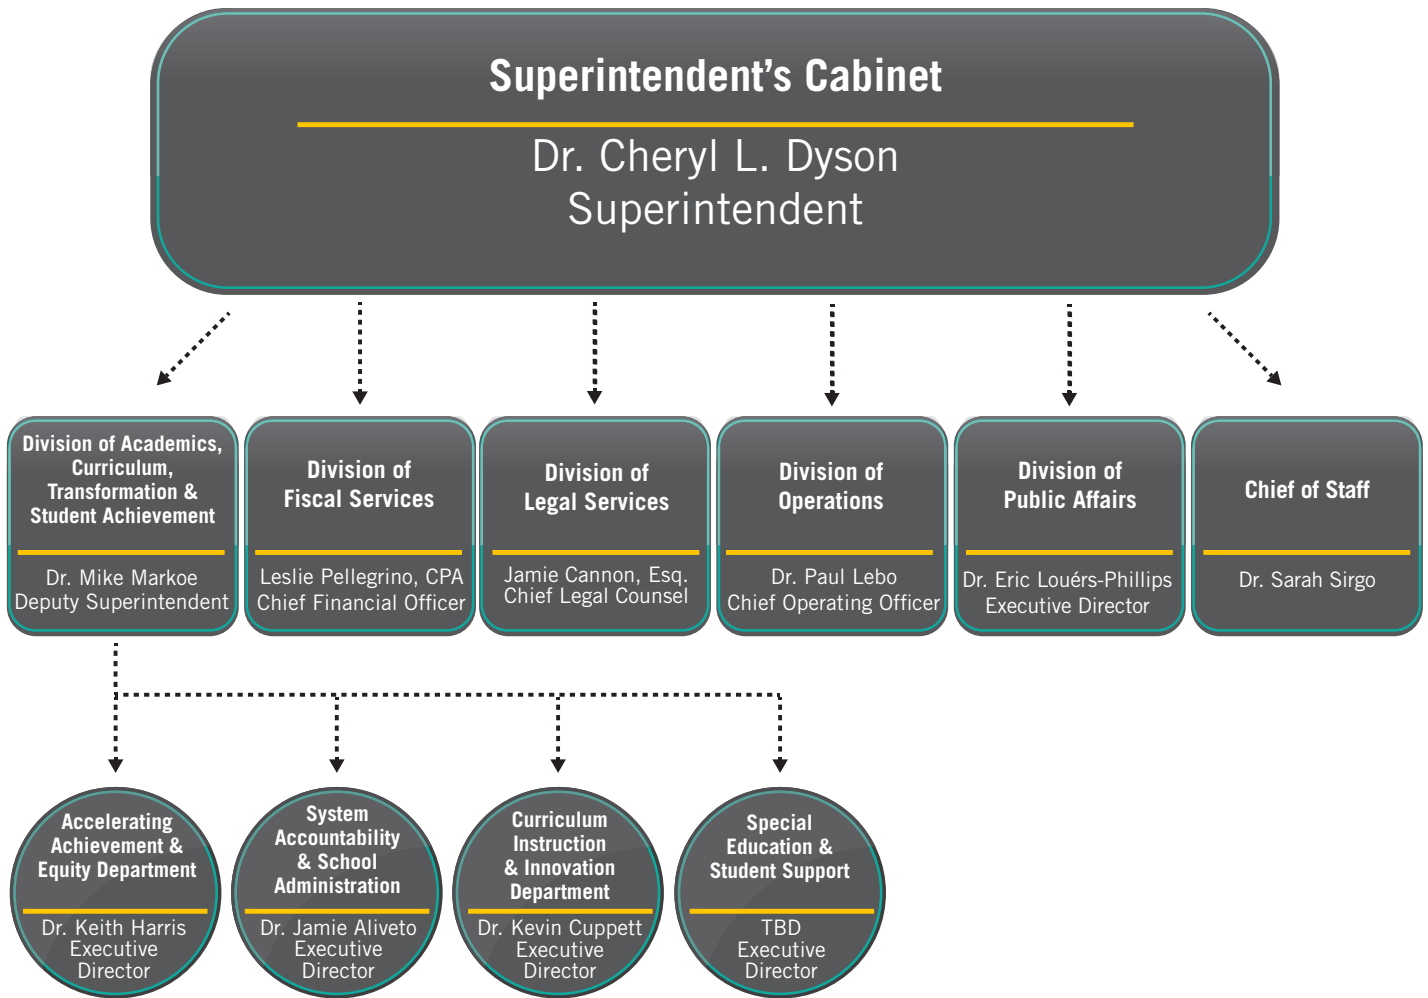 Superintendent’s Cabinet
Dr. Cheryl L. Dyson
Superintendent
Division of Academics,
Curriculum,
Transformation &
Student Achievement
Dr. Mike Markoe
Deputy Superintendent
Division of
Fiscal Services
Leslie Pellegrino, CPA
Chief Financial Officer
Division of
Legal Services
Jamie Cannon, Esq.
Chief Legal Counsel
Division of
Operations
Dr. Paul Lebo
Chief Operating Officer
Division of
Public Affairs
Dr. Eric Louérs-Phillips
Executive Director
Chief of Staff
Dr. Sarah Sirgo
Accelerating
Achievement &
Equity Department
Dr. Keith Harris
Executive
Director
System
Accountability
& School
Administration
Dr. Jamie Aliveto
Executive
Director
Curriculum
Instruction
& Innovation
Department
Dr. Kevin Cuppett
Executive
Director
Special
Education &
Student Support
TBD
Executive
Director